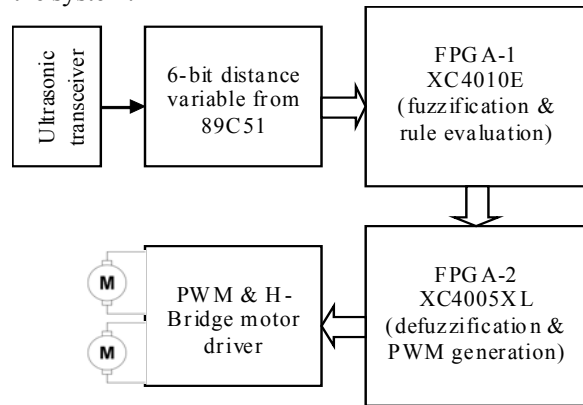 Ultrasonic
transceiver
6-bit distance
variable from
89C51
FPGA-1
XC4010E
(fuzzification &
rule evaluation)
FPGA-2
XC4005XL
(defuzzification &
PWM generation)
PWM & H-
Bridge motor
driver
M
M